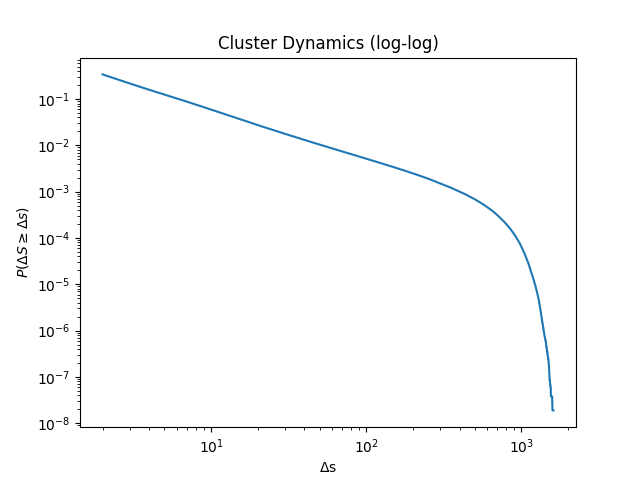 Cluster Dynamics (log-log)
P(ΔS ≥ Δs)
10⁻¹
10⁻²
10⁻³
10⁻⁴
10⁻⁵
10⁻⁶
10⁻⁷
10⁻⁸
10¹ 10² 10³
Δs